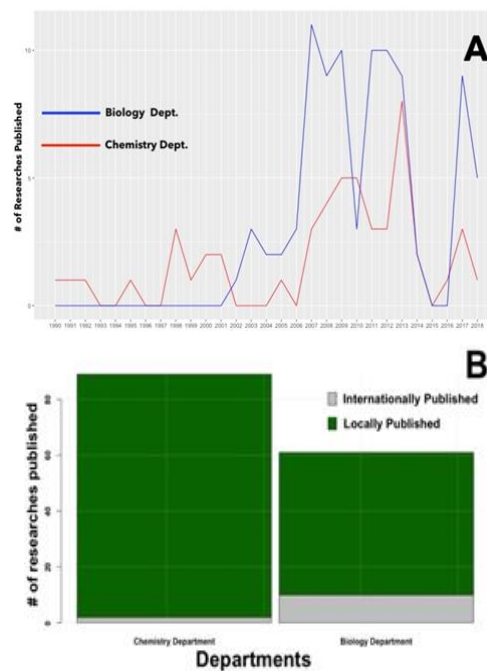 A
10
5
0
# of Researches Published
Biology Dept.
Chemistry Dept.
1990 1991 1992 1993 1994 1995 1996 1997 1998 1999 2000 2001 2002 2003 2004 2005 2006 2007 2008 2009 2010 2011 2012 2013 2014 2015 2016 2017 2018
B
Internationally Published
Locally Published
80
60
40
20
0
# of researches published
Chemistry Department
Biology Department
Departments